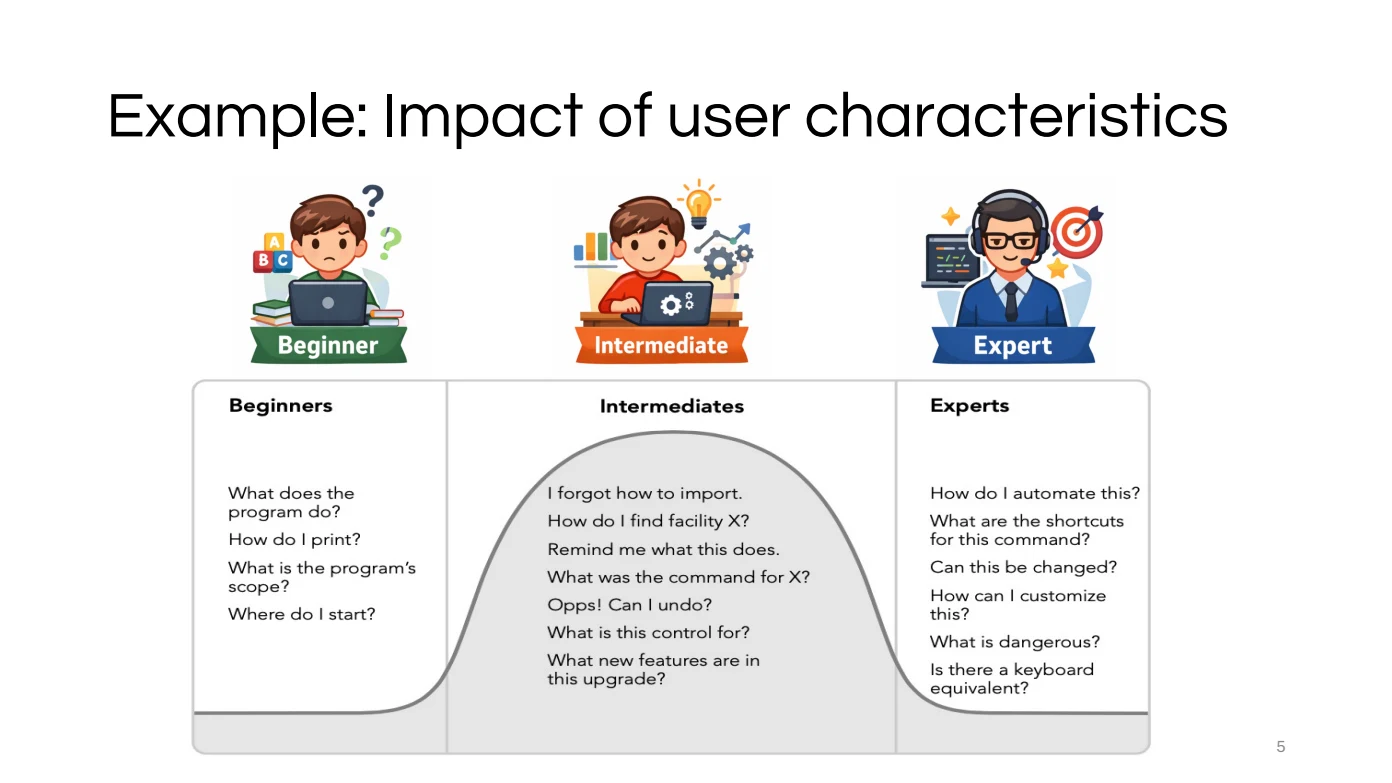 Example: Impact of user characteristics
?
?
A
B C
Beginner
Intermediate
Expert
Beginners
What does the
program do?
How do I print?
What is the program's
scope?
Where do I start?
Intermediates
I forgot how to import.
How do I find facility X?
Remind me what this does.
What was the command for X?
Opps! Can I undo?
What is this control for?
What new features are in
this upgrade?
Experts
How do I automate this?
What are the shortcuts
for this command?
Can this be changed?
How can I customize
this?
What is dangerous?
Is there a keyboard
equivalent?
5